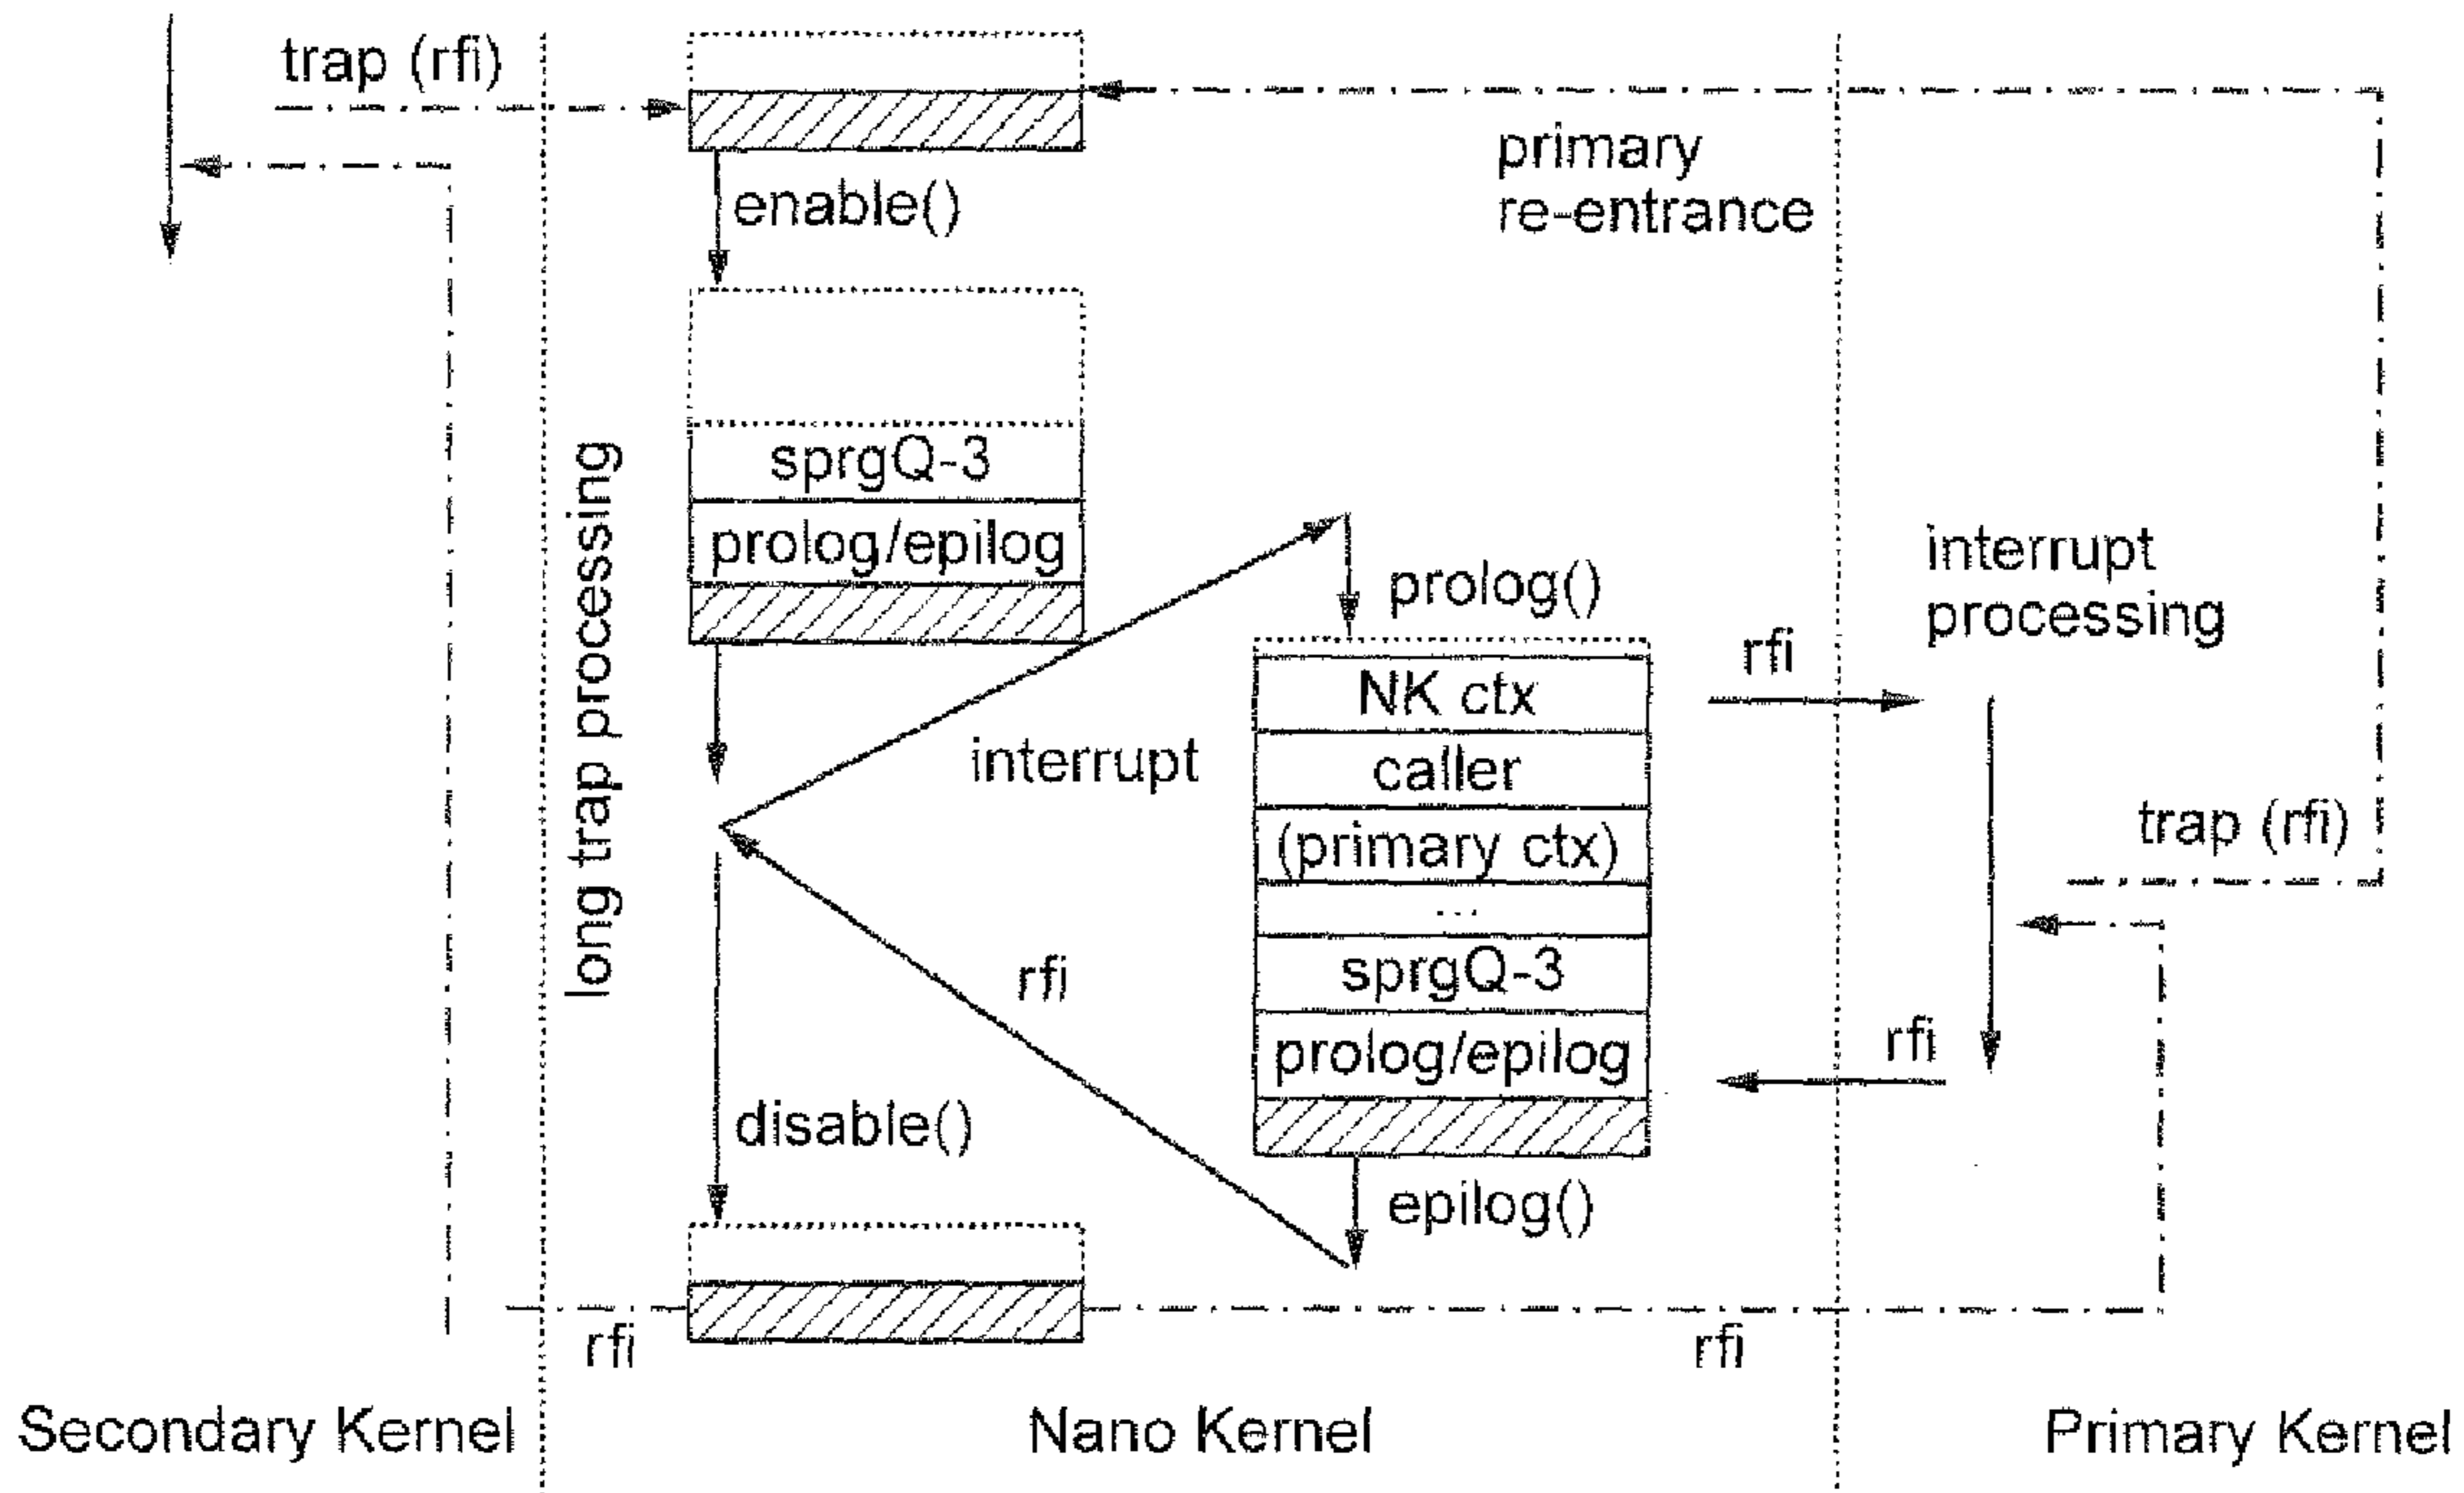 trap (rfi)
primary
re-entrance
enable()
long trap processing
sprgQ-3
prolog/epilog
interrupt
processing
prolog()
rfi
NK ctx
interrupt
caller
(primary ctx)
trap (rfi)
...
sprgQ-3
rfi
prolog/epilog
rfi
disable()
epilog()
rfi
rfi
Secondary Kernel
Nano Kernel
Primary Kernel